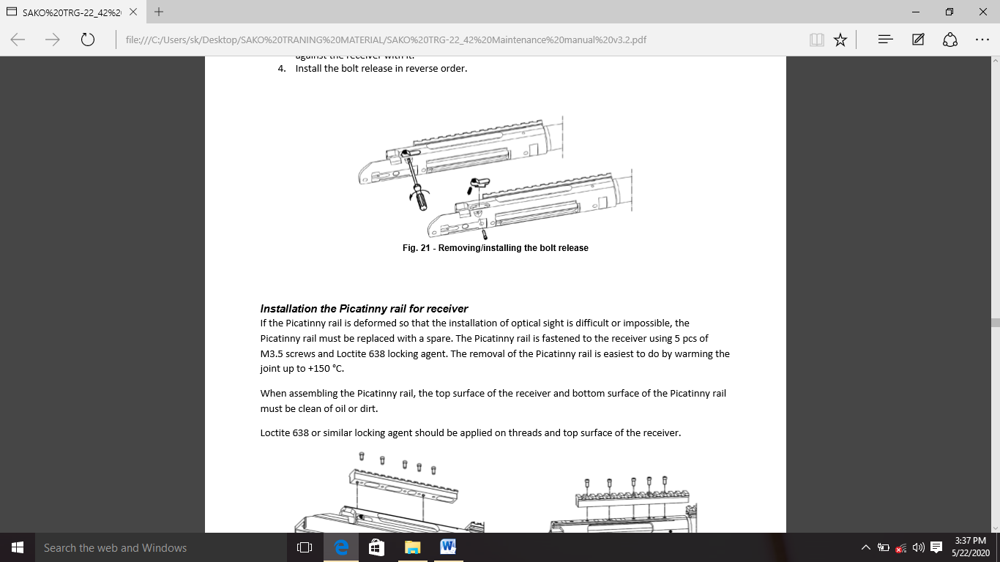 SAKO%20TRG-22_42%20
file:///C:/Users/sk/Desktop/SAKO%20TRANING%20MATERIAL/SAKO%20TRG-22_42%20Maintenance%20manual%20v3.2.pdf
against the receiver with it.
4. Install the bolt release in reverse order.
Fig. 21 - Removing/installing the bolt release
Installation the Picatinny rail for receiver
If the Picatinny rail is deformed so that the installation of optical sight is difficult or impossible, the
Picatinny rail must be replaced with a spare. The Picatinny rail is fastened to the receiver using 5 pcs of
M3.5 screws and Loctite 638 locking agent. The removal of the Picatinny rail is easiest to do by warming the
joint up to +150 °C.
When assembling the Picatinny rail, the top surface of the receiver and bottom surface of the Picatinny rail
must be clean of oil or dirt.
Loctite 638 or similar locking agent should be applied on threads and top surface of the receiver.
Search the web and Windows
3:37 PM
5/22/2020